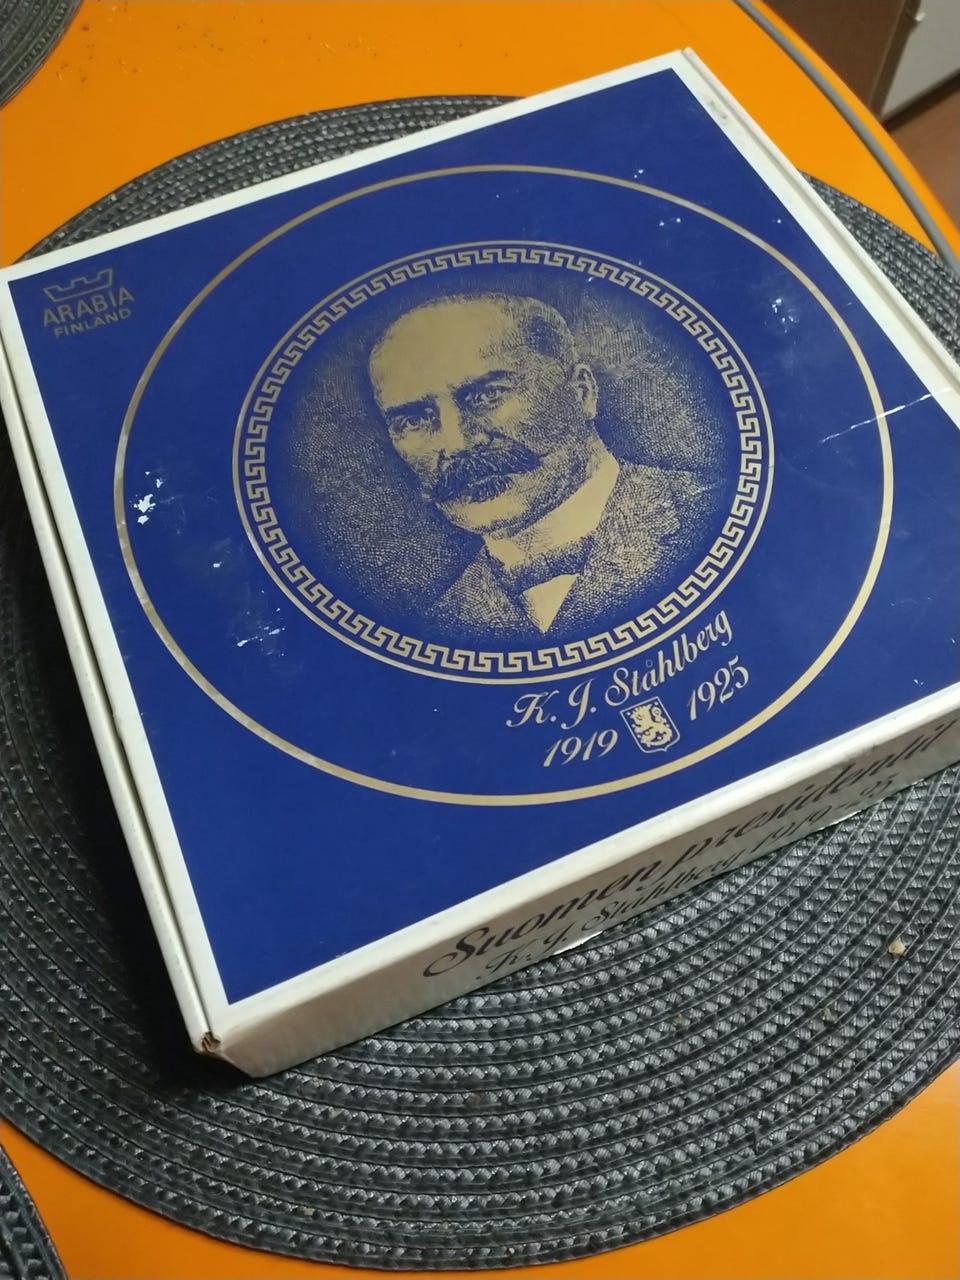 ARABIA
FINLAND
K. J. Ståhlberg
1919 1925
Suomen presidentit
K. J. Ståhlberg 1919-25